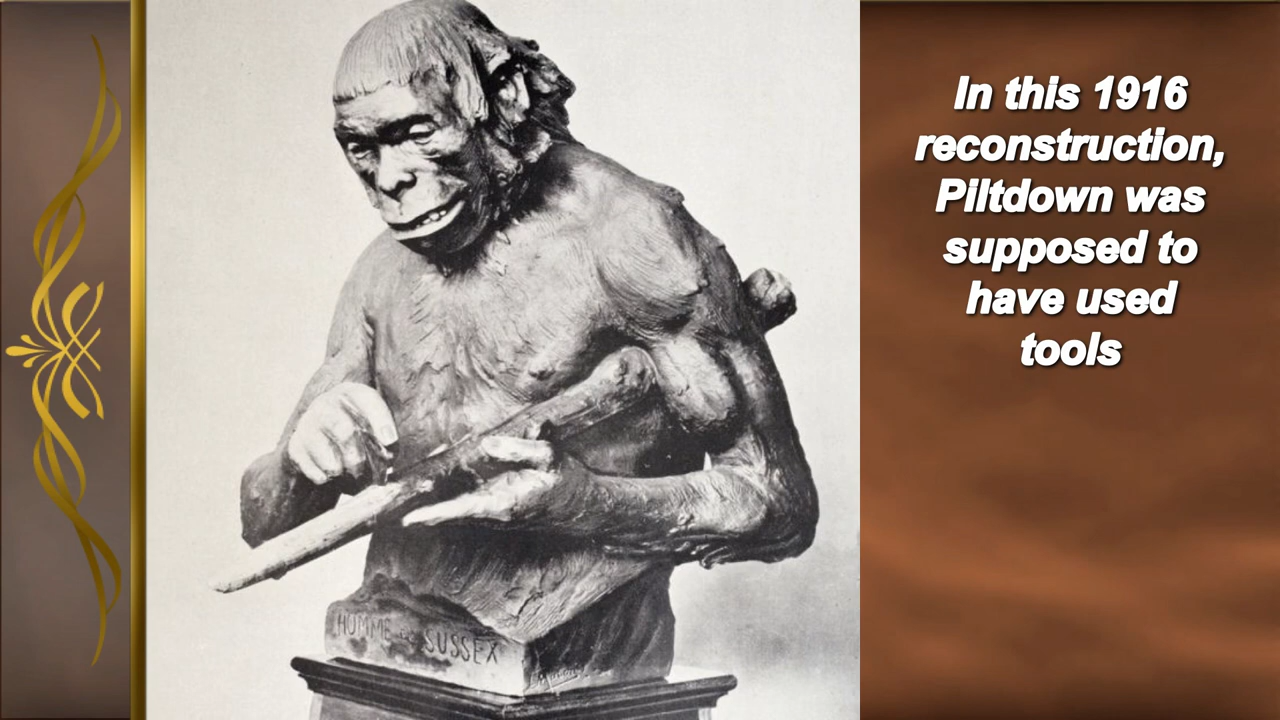 In this 1916
reconstruction,
Piltdown was
supposed to
have used
tools
HOMME SUSSEX